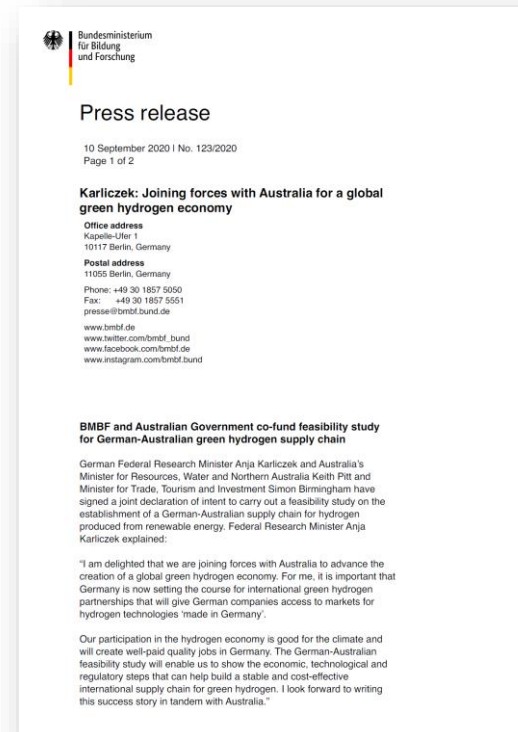 Bundesministerium
für Bildung
und Forschung
Press release
10 September 2020 I No. 123/2020
Page 1 of 2
Karliczek: Joining forces with Australia for a global
green hydrogen economy
Office address
Kapelle-Ufer 1
10117 Berlin, Germany
Postal address
11055 Berlin, Germany
Phone: +49 30 1857 5050
Fax: +49 30 1857 5551
presse@bmbf.bund.de
www.bmbf.de
www.twitter.com/bmbf_bund
www.facebook.com/bmbf.de
www.instagram.com/bmbf.bund
BMBF and Australian Government co-fund feasibility study
for German-Australian green hydrogen supply chain
German Federal Research Minister Anja Karliczek and Australia's
Minister for Resources, Water and Northern Australia Keith Pitt and
Minister for Trade, Tourism and Investment Simon Birmingham have
signed a joint declaration of intent to carry out a feasibility study on the
establishment of a German-Australian supply chain for hydrogen
produced from renewable energy. Federal Research Minister Anja
Karliczek explained:
"I am delighted that we are joining forces with Australia to advance the
creation of a global green hydrogen economy. For me, it is important that
Germany is now setting the course for international green hydrogen
partnerships that will give German companies access to markets for
hydrogen technologies 'made in Germany'.
Our participation in the hydrogen economy is good for the climate and
will create well-paid quality jobs in Germany. The German-Australian
feasibility study will enable us to show the economic, technological and
regulatory steps that can help build a stable and cost-effective
international supply chain for green hydrogen. I look forward to writing
this success story in tandem with Australia."